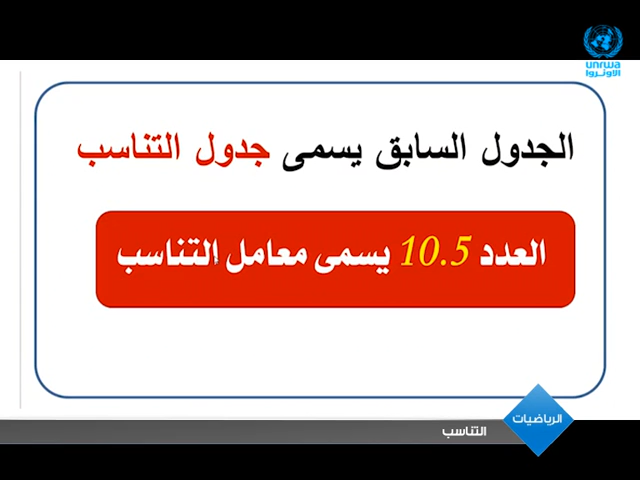 unrwa
الأونروا
الجدول السابق يسمى جدول التناسب
العدد 10.5 يسمى معامل التناسب
الرياضيات
التناسب